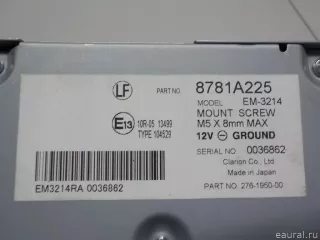 LF
PART NO 8781A225
MODEL EM-3214
MOUNT SCREW
M5 X 8mm MAX
E13 10R-05 13499
TYPE 104529
12V ⊖ GROUND
SERIAL NO 0036862
Clarion Co., Ltd.
Made in Japan
EM3214RA 0036862
PART NO 276-1950-00
eaural.ru